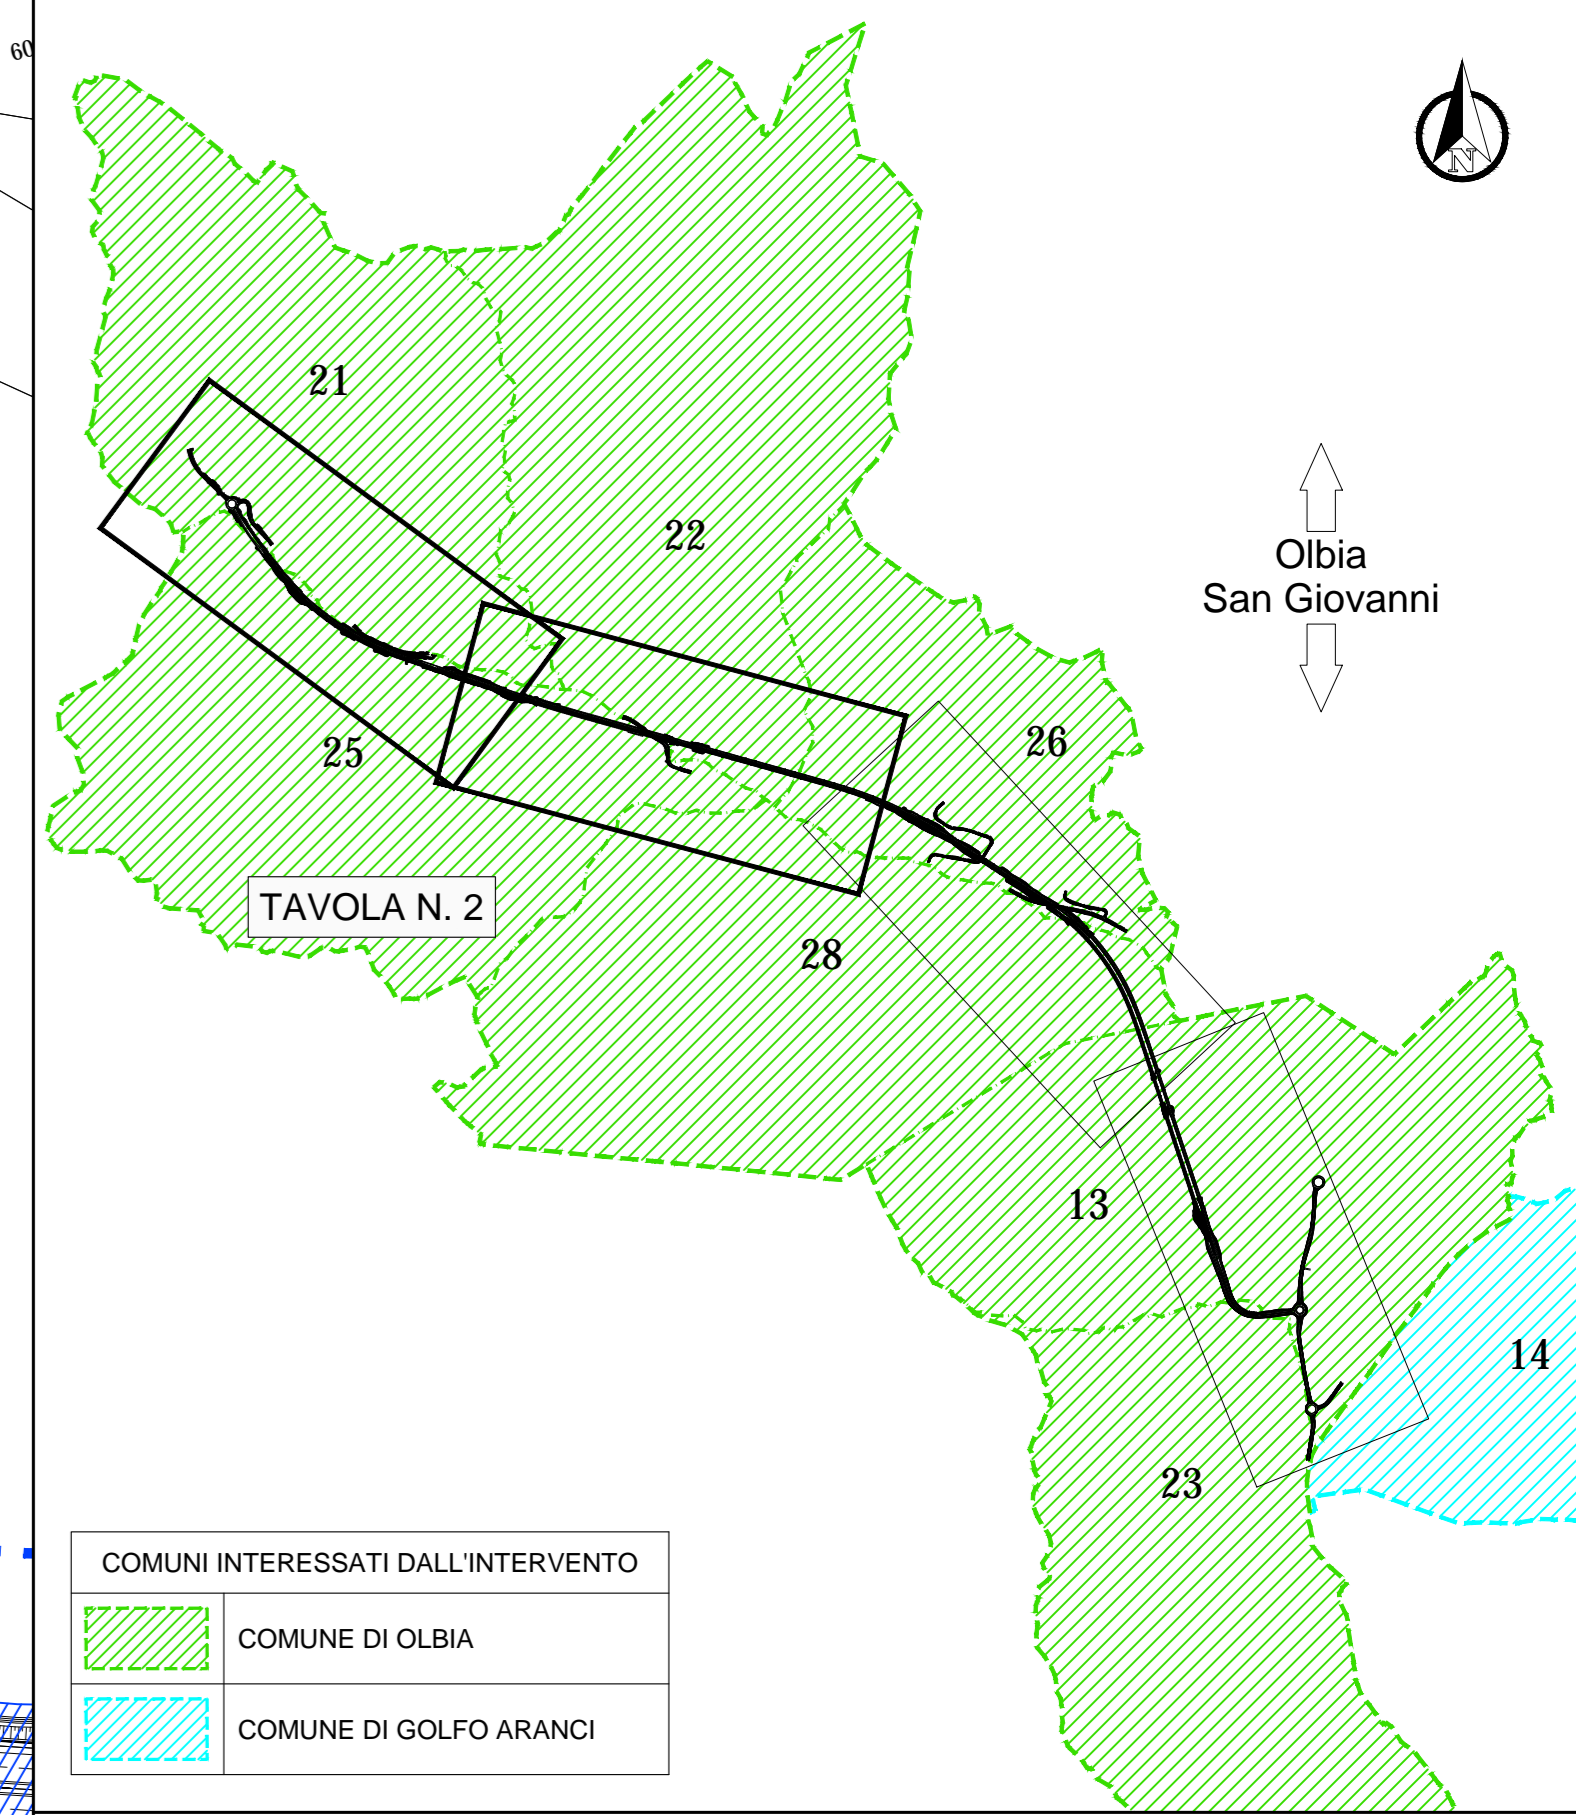 60
N
21
22
Olbia
San Giovanni
26
25
TAVOLA N. 2
28
13
14
23
COMUNI INTERESSATI DALL'INTERVENTO
COMUNE DI OLBIA
COMUNE DI GOLFO ARANCI